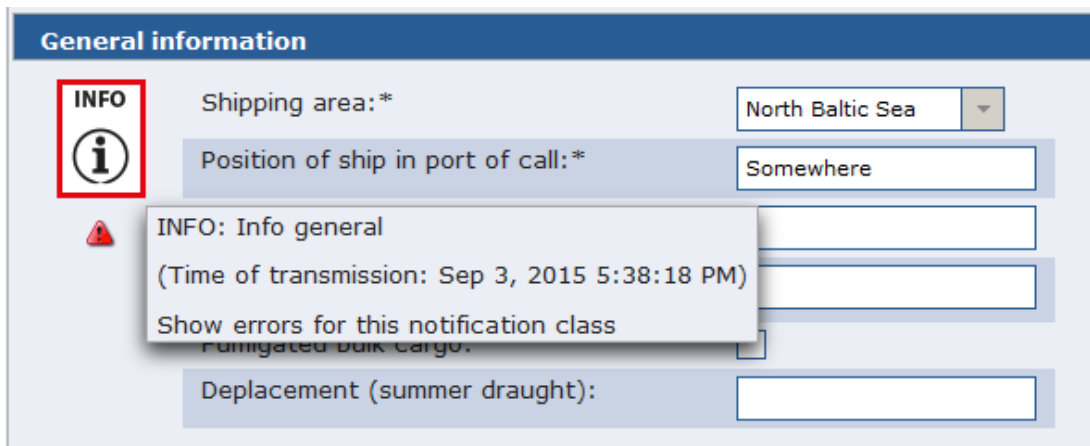 General information
INFO
Shipping area:*
North Baltic Sea
Position of ship in port of call:*
Somewhere
INFO: Info general
(Time of transmission: Sep 3, 2015 5:38:18 PM)
Show errors for this notification class
Fumigated bulk cargo:
Deplacement (summer draught):